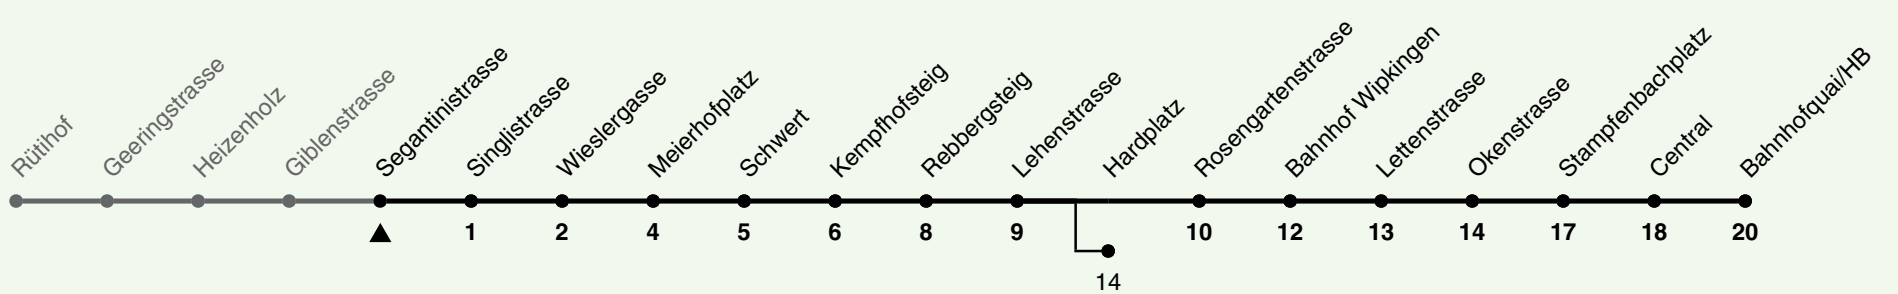 Rütihof
Geeringstrasse
Heizenholz
Giblenstrasse
Segantinistrasse
Singlistrasse
Wieslergasse
Meierhofplatz
Schwert
Kempfhofsteig
Rebbergsteig
Lehenstrasse
Hardplatz
Rosengartenstrasse
Bahnhof Wipkingen
Lettenstrasse
Okenstrasse
Stampfenbachplatz
Central
Bahnhofquai/HB
1 2 4 5 6 8 9 10 12 13 14 17 18 20
14